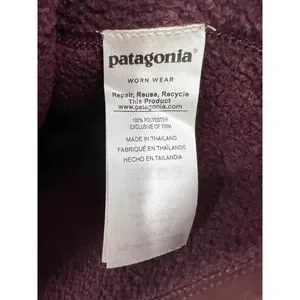 patagonia®
WORN WEAR
Repair, Reuse, Recycle
This Product
www.patagonia.com
100% POLYESTER
EXCLUSIVE OF TRIM
MADE IN THAILAND
FABRIQUÉ EN THAÏLANDE
HECHO EN TAILANDIA